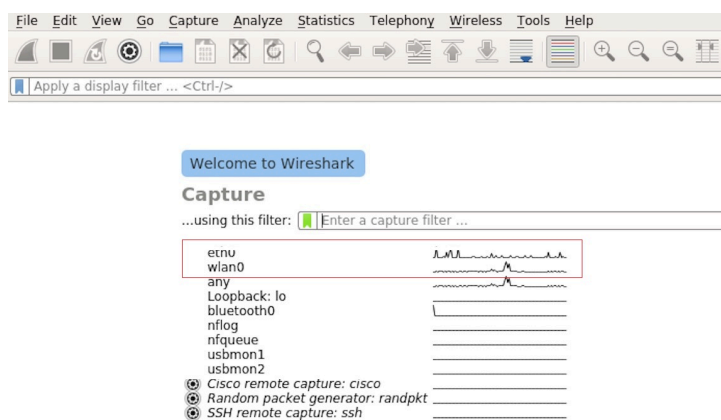 File Edit View Go Capture Analyze Statistics Telephony Wireless Tools Help
Apply a display filter ... <Ctrl-/>
Welcome to Wireshark
Capture
...using this filter: Enter a capture filter ...
eth0
wlan0
any
Loopback: lo
bluetooth0
nflog
nfqueue
usbmon1
usbmon2
Cisco remote capture: cisco
Random packet generator: randpkt
SSH remote capture: ssh